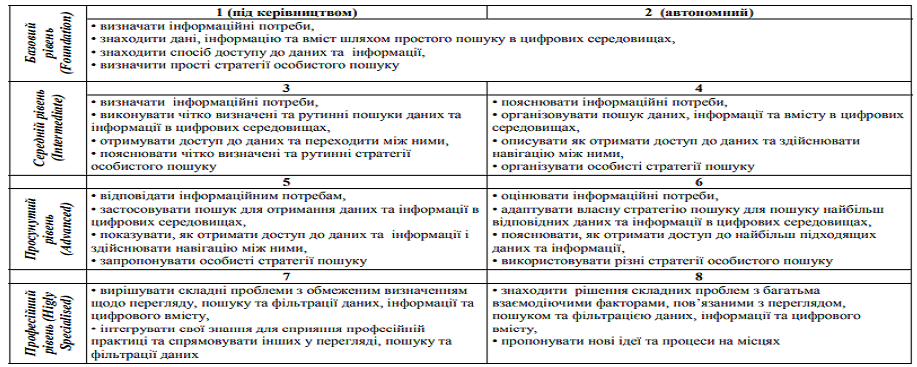 1 (під керівництвом)
2 (автономний)
Базовий
рівень
(Foundation)
• визначати інформаційні потреби,
• знаходити дані, інформацію та вміст шляхом простого пошуку в цифрових середовищах,
• знаходити спосіб доступу до даних та інформації,
• визначити прості стратегії особистого пошуку
Середній рівень
(Intermediate)
3
• визначати інформаційні потреби,
• виконувати чітко визначені та рутинні пошуки даних та
інформації в цифрових середовищах,
• отримувати доступ до даних та переходити між ними,
• пояснювати чітко визначені та рутинні стратегії
особистого пошуку
4
• пояснювати інформаційні потреби,
• організовувати пошук даних, інформації та вмісту в цифрових
середовищах,
• описувати як отримати доступ до даних та здійснювати
навігацію між ними,
• організувати особисті стратегії пошуку
Просунутий
рівень
(Advanced)
5
• відповідати інформаційним потребам,
• застосовувати пошук для отримання даних та інформації в
цифрових середовищах,
• показувати, як отримати доступ до даних та інформації і
здійснювати навігацію між ними,
• запропонувати особисті стратегії пошуку
6
• оцінювати інформаційні потреби,
• адаптувати власну стратегію пошуку для пошуку найбільш
відповідних даних та інформації в цифрових середовищах,
• пояснювати, як отримати доступ до найбільш підходящих
даних та інформації,
• використовувати різні стратегії особистого пошуку
Професійний
рівень (Higly
Specialised)
7
• вирішувати складні проблеми з обмеженим визначенням
щодо перегляду, пошуку та фільтрації даних, інформації та
цифрового вмісту,
• інтегрувати свої знання для сприяння професійній
практиці та спрямовувати інших у перегляді, пошуку та
фільтрації даних
8
• знаходити рішення складних проблем з багатьма
взаємодіючими факторами, пов’язаними з переглядом,
пошуком та фільтрацією даних, інформації та цифрового
вмісту,
• пропонувати нові ідеї та процеси на місцях